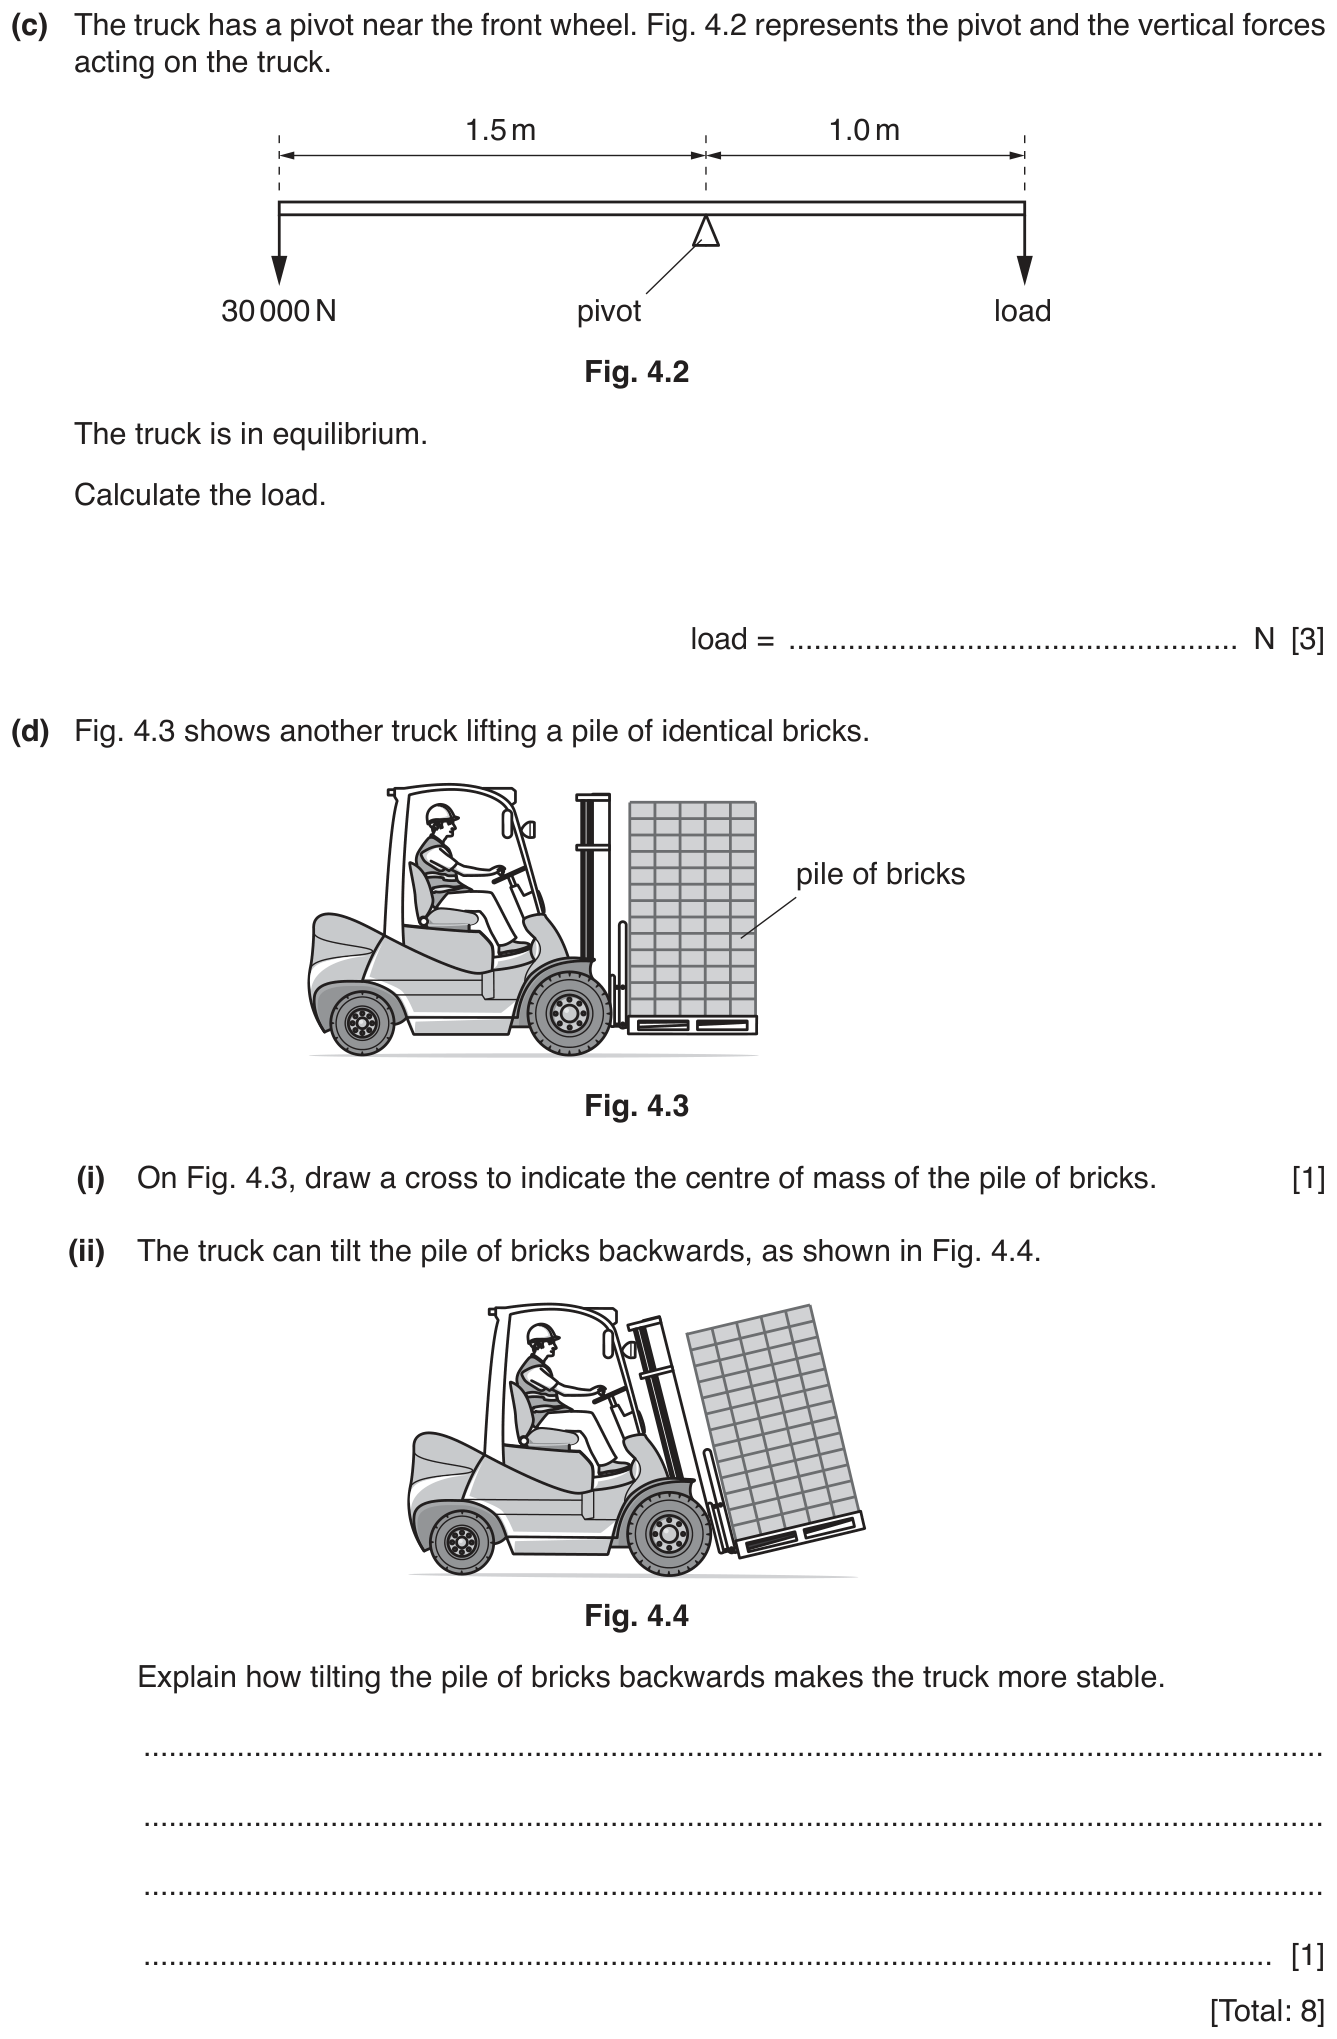 (c) The truck has a pivot near the front wheel. Fig. 4.2 represents the pivot and the vertical forces
acting on the truck.
1.5 m 1.0 m
30 000 N pivot load
Fig. 4.2
The truck is in equilibrium.
Calculate the load.
load = ..................................................... N [3]
(d) Fig. 4.3 shows another truck lifting a pile of identical bricks.
pile of bricks
Fig. 4.3
(i) On Fig. 4.3, draw a cross to indicate the centre of mass of the pile of bricks. [1]
(ii) The truck can tilt the pile of bricks backwards, as shown in Fig. 4.4.
Fig. 4.4
Explain how tilting the pile of bricks backwards makes the truck more stable.
...........................................................................................................................................
...........................................................................................................................................
...........................................................................................................................................
..................................................................................................................................... [1]
[Total: 8]